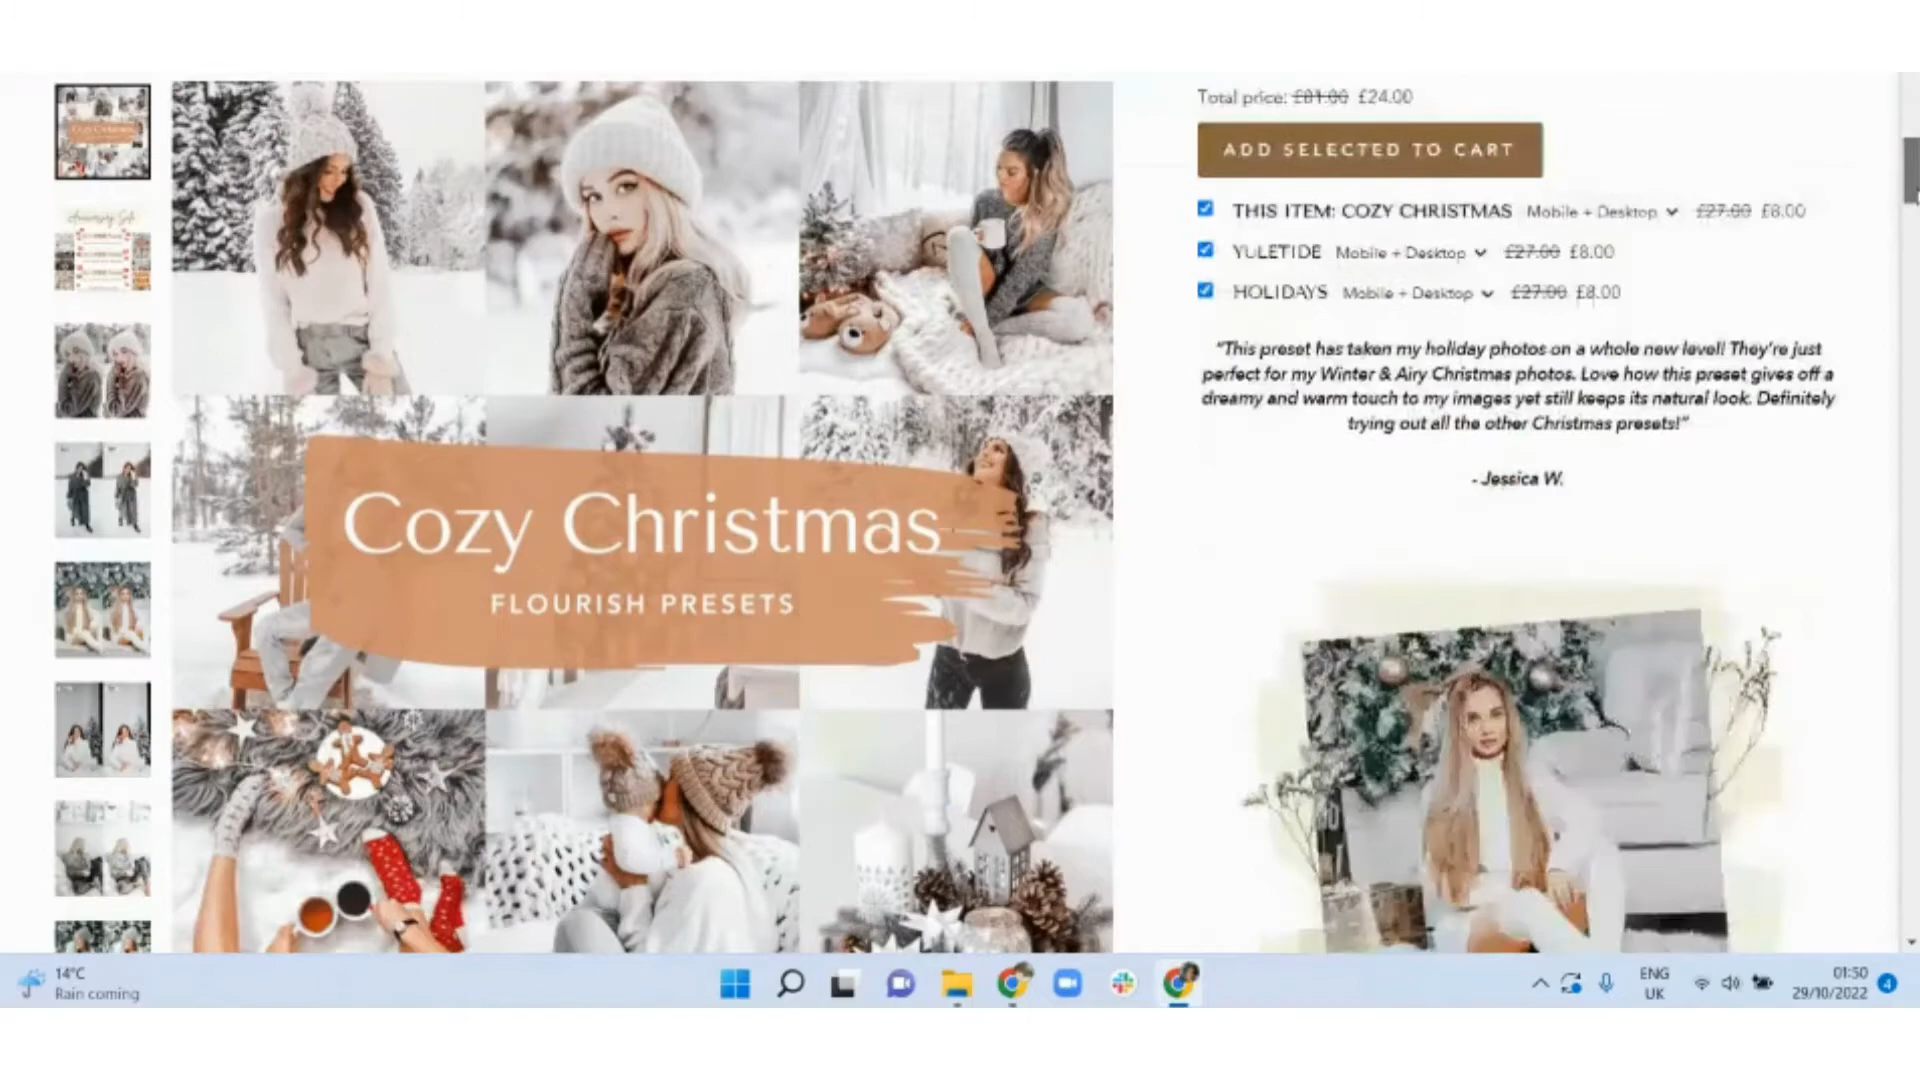 Total price: £81.00 £24.00
ADD SELECTED TO CART
THIS ITEM: COZY CHRISTMAS Mobile + Desktop £27.00 £8.00
YULETIDE Mobile + Desktop £27.00 £8.00
HOLIDAYS Mobile + Desktop £27.00 £8.00
"This preset has taken my holiday photos on a whole new level! They're just
perfect for my Winter & Airy Christmas photos. Love how this preset gives off a
dreamy and warm touch to my images yet still keeps its natural look. Definitely
trying out all the other Christmas presets!"
- Jessica W.
Cozy Christmas
FLOURISH PRESETS
Cozy Christmas
Anniversary Sale
14°C
Rain coming
ENG
UK
01:50
29/10/2022
4